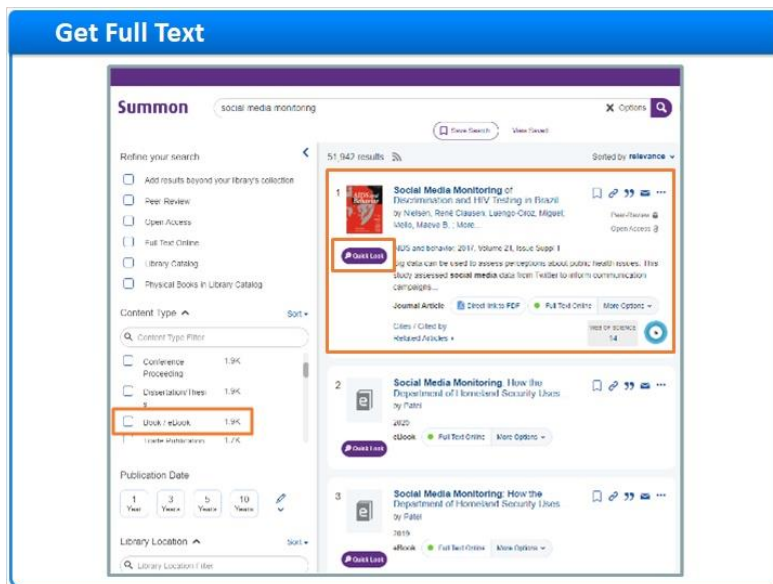 Get Full Text
Summon
social media monitoring
Options
Save Search
View Saved
Refine your search
51,947 results
Sorted by relevance
Add results beyond your library's collection
Peer Review
Open Access
Full Text Online
Library Catalog
Physical Books in Library Catalog
Content Type
Sort
Content Type Filter
Conference
Proceeding
1.9K
Dissertation/Thesi
s
1.9K
Book / eBook
1.9K
Trade Publication
1.7K
Publication Date
1
Year
3
Years
5
Years
10
Years
Library Location
Sort
Library Location Filter
1
AIDS and
Behavior
Quick Look
Social Media Monitoring of
Discrimination and HIV Testing in Brazil
by Nielsen, René Clausen; Luengo-Oroz, Miguel;
Mello, Maeve B.; More...
Peer-Review
Open Access
AIDS and behavior, 2017, Volume 21, Issue Suppl 1
Big data can be used to assess perceptions about public health issues. This
study assessed social media data from Twitter to inform communication
campaigns...
Journal Article
Direct link to PDF
Full Text Online
More Options
Cites / Cited by
Related Articles
WEB OF SCIENCE
14
2
Social Media Monitoring: How the
Department of Homeland Security Uses
by Patel
2020
eBook
Full Text Online
More Options
Quick Look
3
Social Media Monitoring: How the
Department of Homeland Security Uses
by Patel
2019
eBook
Full Text Online
More Options
Quick Look